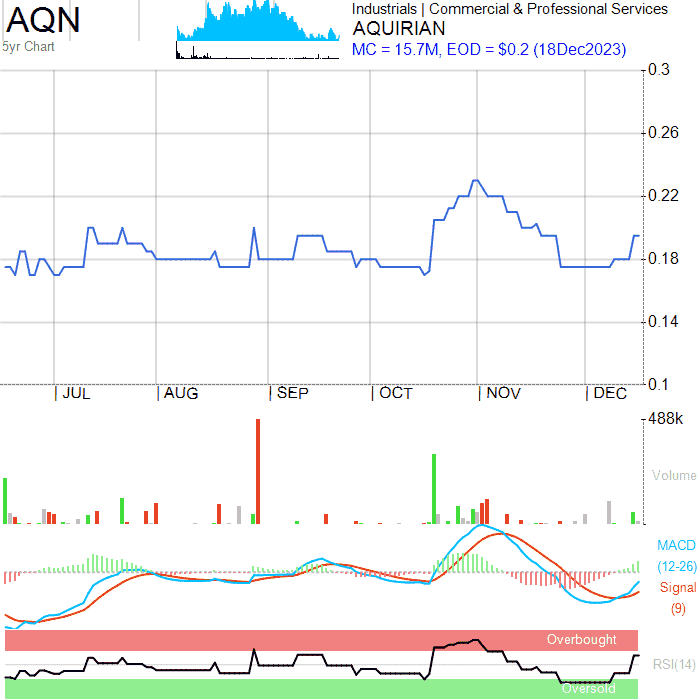 AQN
5yr Chart
Industrials | Commercial & Professional Services
AQUIRIAN
MC = 15.7M, EOD = $0.2 (18Dec2023)
0.3
0.26
0.22
0.18
0.14
0.1
| JUL | AUG | SEP | OCT | NOV | DEC
488k
Volume
MACD
(12-26)
Signal
(9)
Overbought
RSI(14)
Oversold